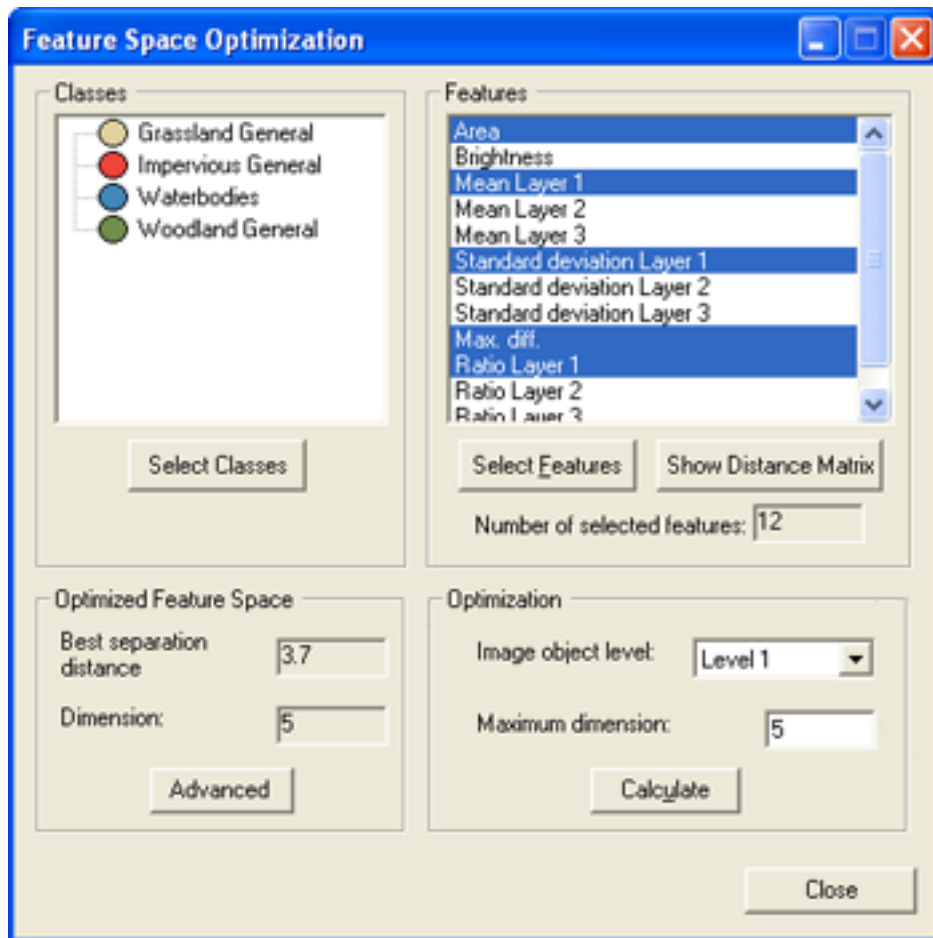 Feature Space Optimization
Classes
Grassland General
Impervious General
Waterbodies
Woodland General
Select Classes
Features
Area
Brightness
Mean Layer 1
Mean Layer 2
Mean Layer 3
Standard deviation Layer 1
Standard deviation Layer 2
Standard deviation Layer 3
Max. diff.
Ratio Layer 1
Ratio Layer 2
Ratio Layer 3
Select Features
Show Distance Matrix
Number of selected features: 12
Optimized Feature Space
Best separation
distance
3.7
Dimension: 5
Advanced
Optimization
Image object level: Level 1
Maximum dimension: 5
Calculate
Close